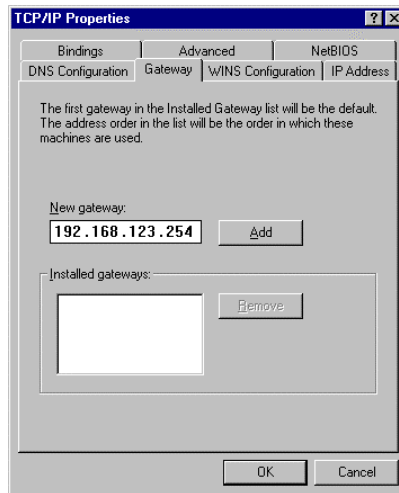 TCP/IP Properties
Bindings Advanced NetBIOS
DNS Configuration Gateway WINS Configuration IP Address
The first gateway in the Installed Gateway list will be the default.
The address order in the list will be the order in which these
machines are used.
New gateway:
192.168.123.254 Add
Installed gateways:
Remove
OK Cancel